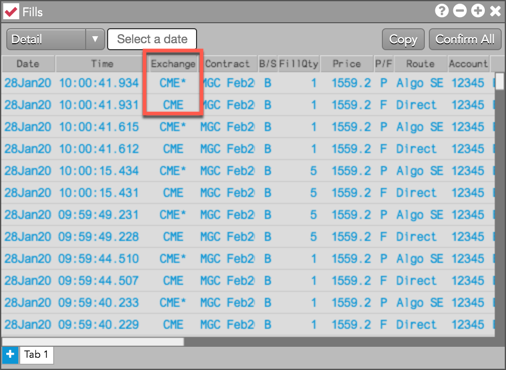 Fills
Detail Select a date Copy Confirm All
Date Time Exchange Contract B/S FillQty Price P/F Route Account
28Jan20 10:00:41.934 CME* MGC Feb2 B 1 1559.2 P Algo SE 12345
28Jan20 10:00:41.931 CME MGC Feb2 B 1 1559.2 F Direct 12345
28Jan20 10:00:41.615 CME* MGC Feb2 B 1 1559.2 P Algo SE 12345
28Jan20 10:00:41.612 CME MGC Feb2 B 1 1559.2 F Direct 12345
28Jan20 10:00:15.434 CME* MGC Feb2 B 5 1559.2 P Algo SE 12345
28Jan20 10:00:15.431 CME MGC Feb2 B 5 1559.2 F Direct 12345
28Jan20 09:59:49.231 CME* MGC Feb2 B 5 1559.2 P Algo SE 12345
28Jan20 09:59:49.228 CME MGC Feb2 B 5 1559.2 F Direct 12345
28Jan20 09:59:44.510 CME* MGC Feb2 B 1 1559.2 P Algo SE 12345
28Jan20 09:59:44.507 CME MGC Feb2 B 1 1559.2 F Direct 12345
28Jan20 09:59:40.233 CME* MGC Feb2 B 1 1559.2 P Algo SE 12345
28Jan20 09:59:40.229 CME MGC Feb2 B 1 1559.2 F Direct 12345
Tab 1